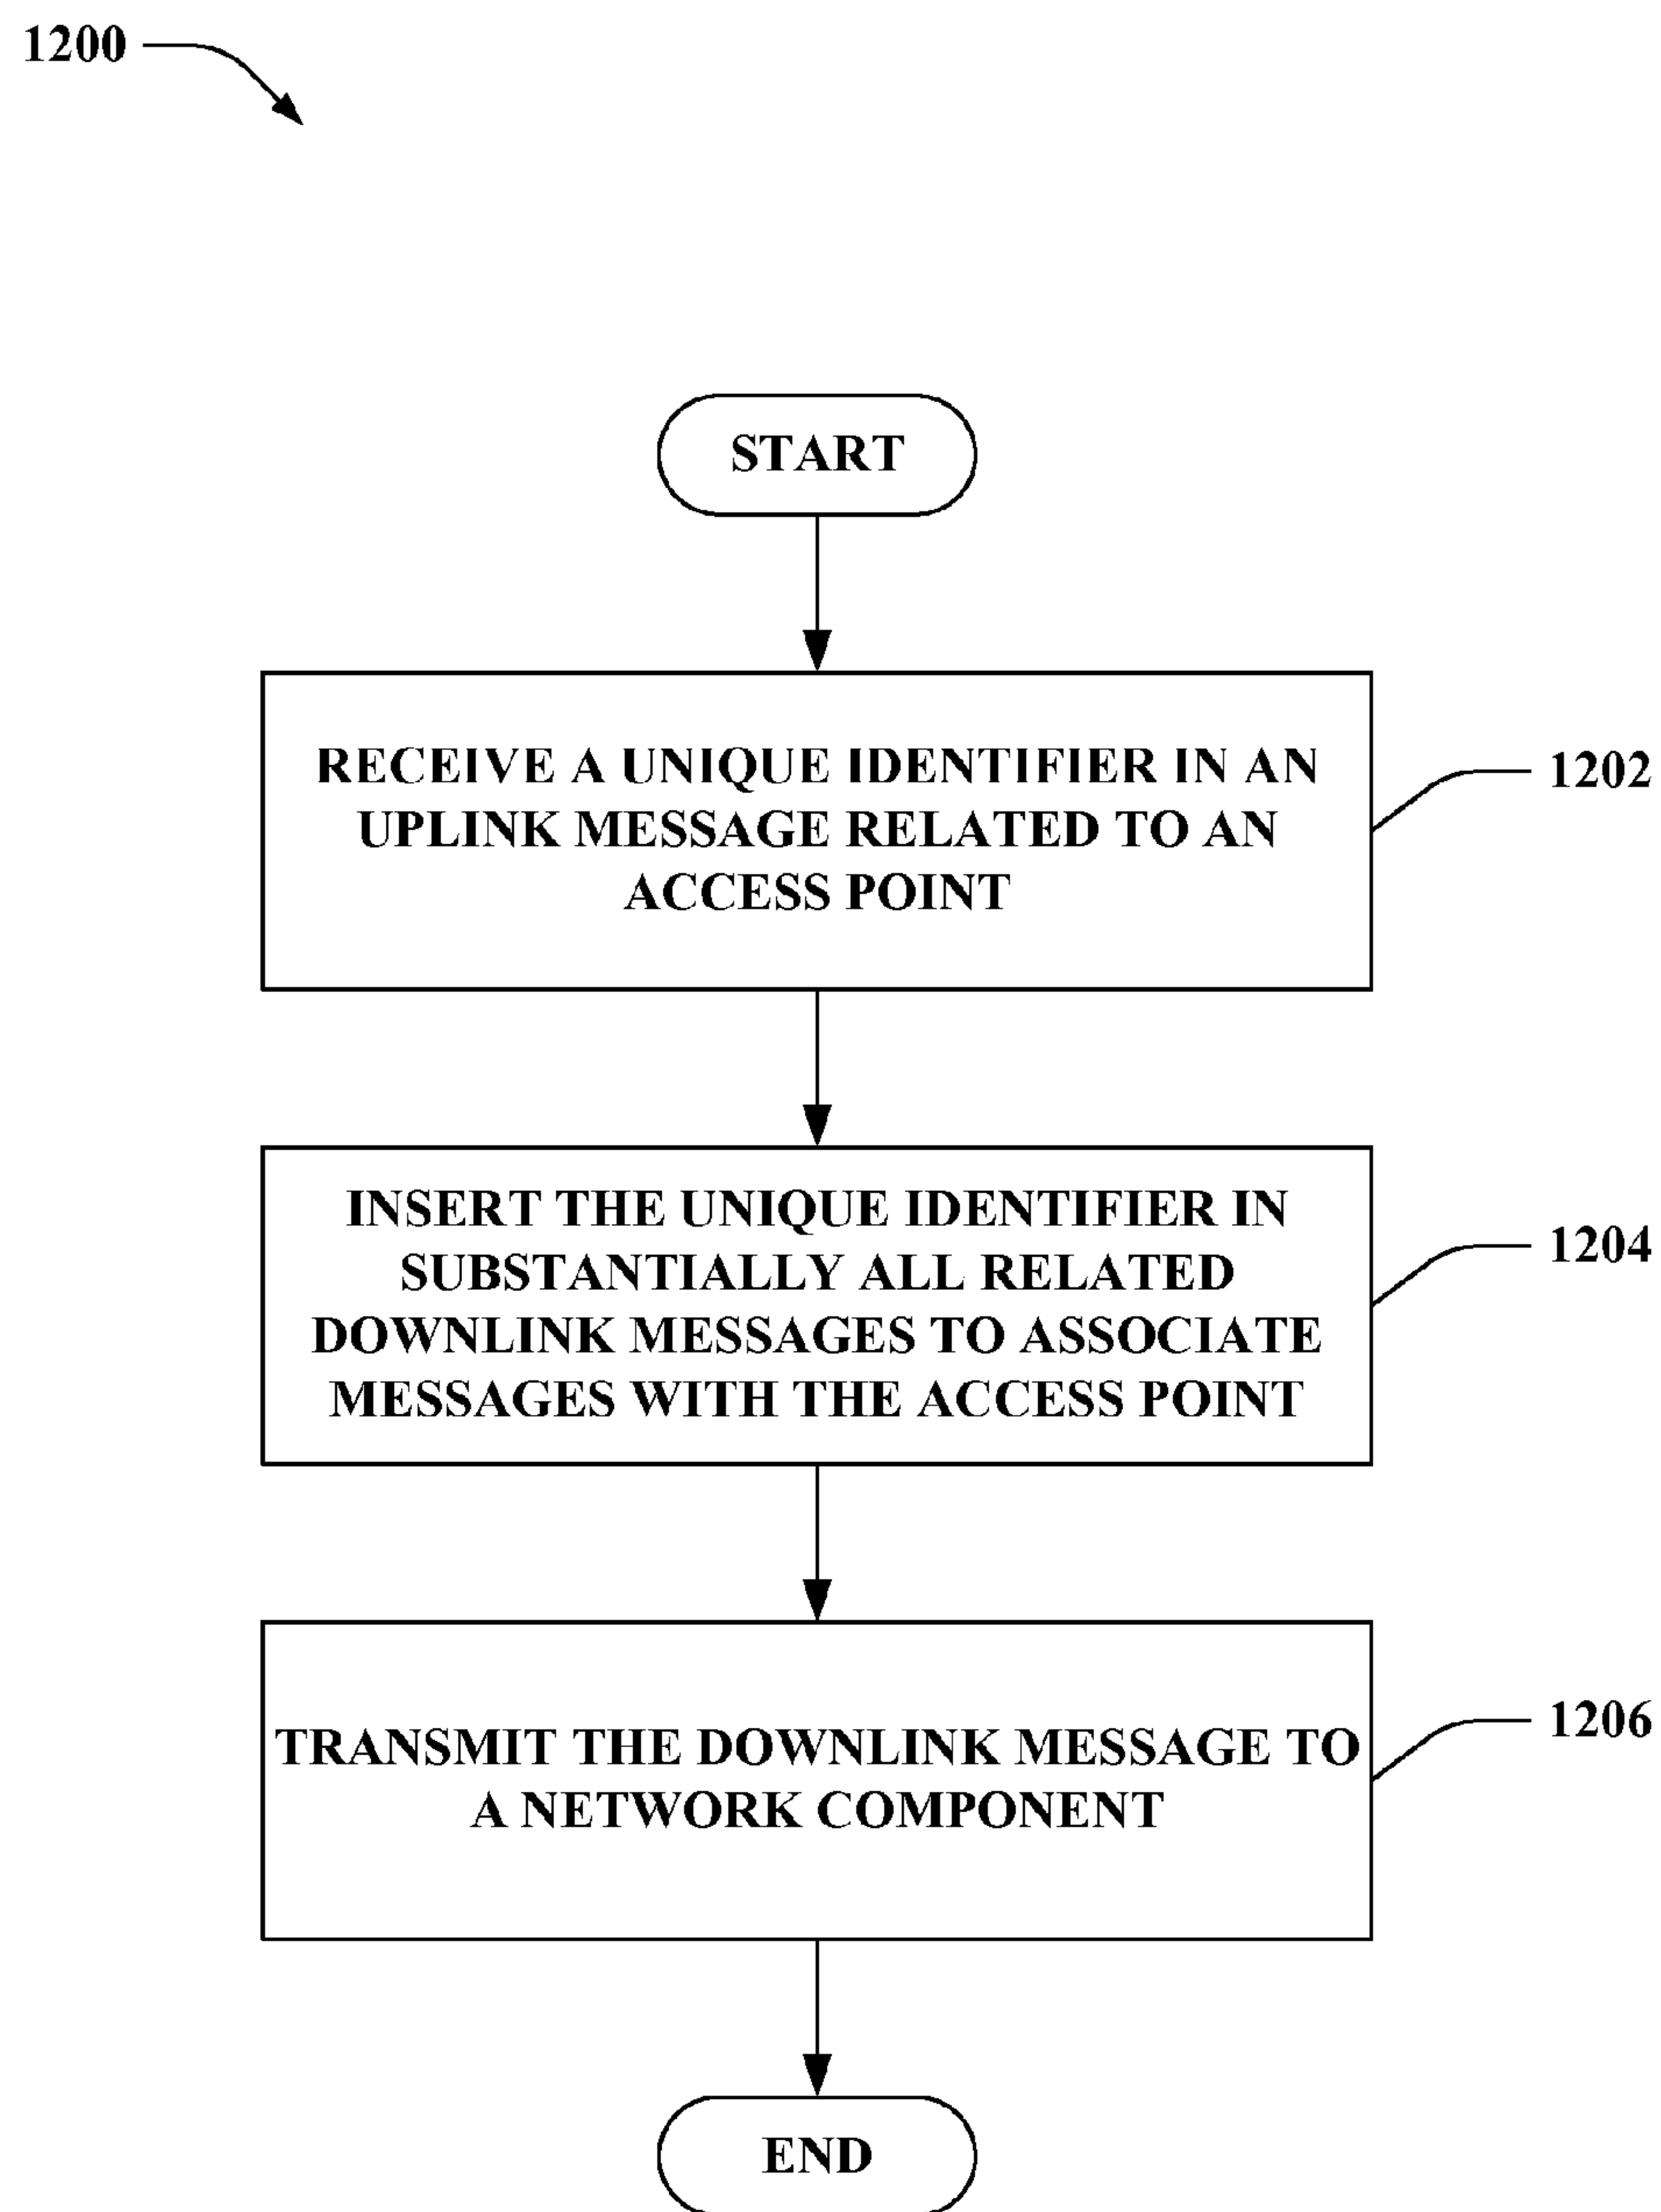 1200
START
RECEIVE A UNIQUE IDENTIFIER IN AN
UPLINK MESSAGE RELATED TO AN
ACCESS POINT
1202
INSERT THE UNIQUE IDENTIFIER IN
SUBSTANTIALLY ALL RELATED
DOWNLINK MESSAGES TO ASSOCIATE
MESSAGES WITH THE ACCESS POINT
1204
TRANSMIT THE DOWNLINK MESSAGE TO
A NETWORK COMPONENT
1206
END